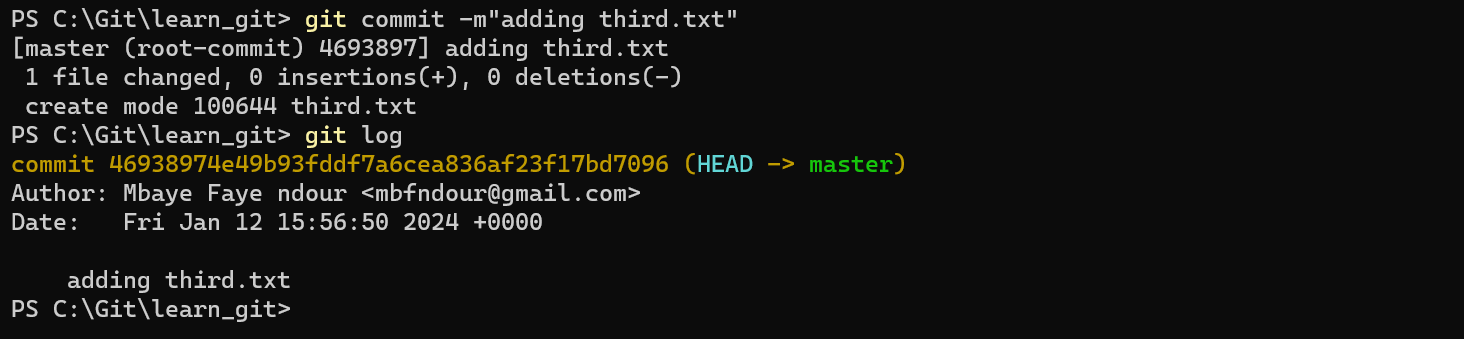 PS C:\Git\learn_git> git commit -m"adding third.txt"
[master (root-commit) 4693897] adding third.txt
 1 file changed, 0 insertions(+), 0 deletions(-)
 create mode 100644 third.txt
PS C:\Git\learn_git> git log
commit 46938974e49b93fddf7a6cea836af23f17bd7096 (HEAD -> master)
Author: Mbaye Faye ndour <mbfndour@gmail.com>
Date:   Fri Jan 12 15:56:50 2024 +0000

    adding third.txt
PS C:\Git\learn_git>